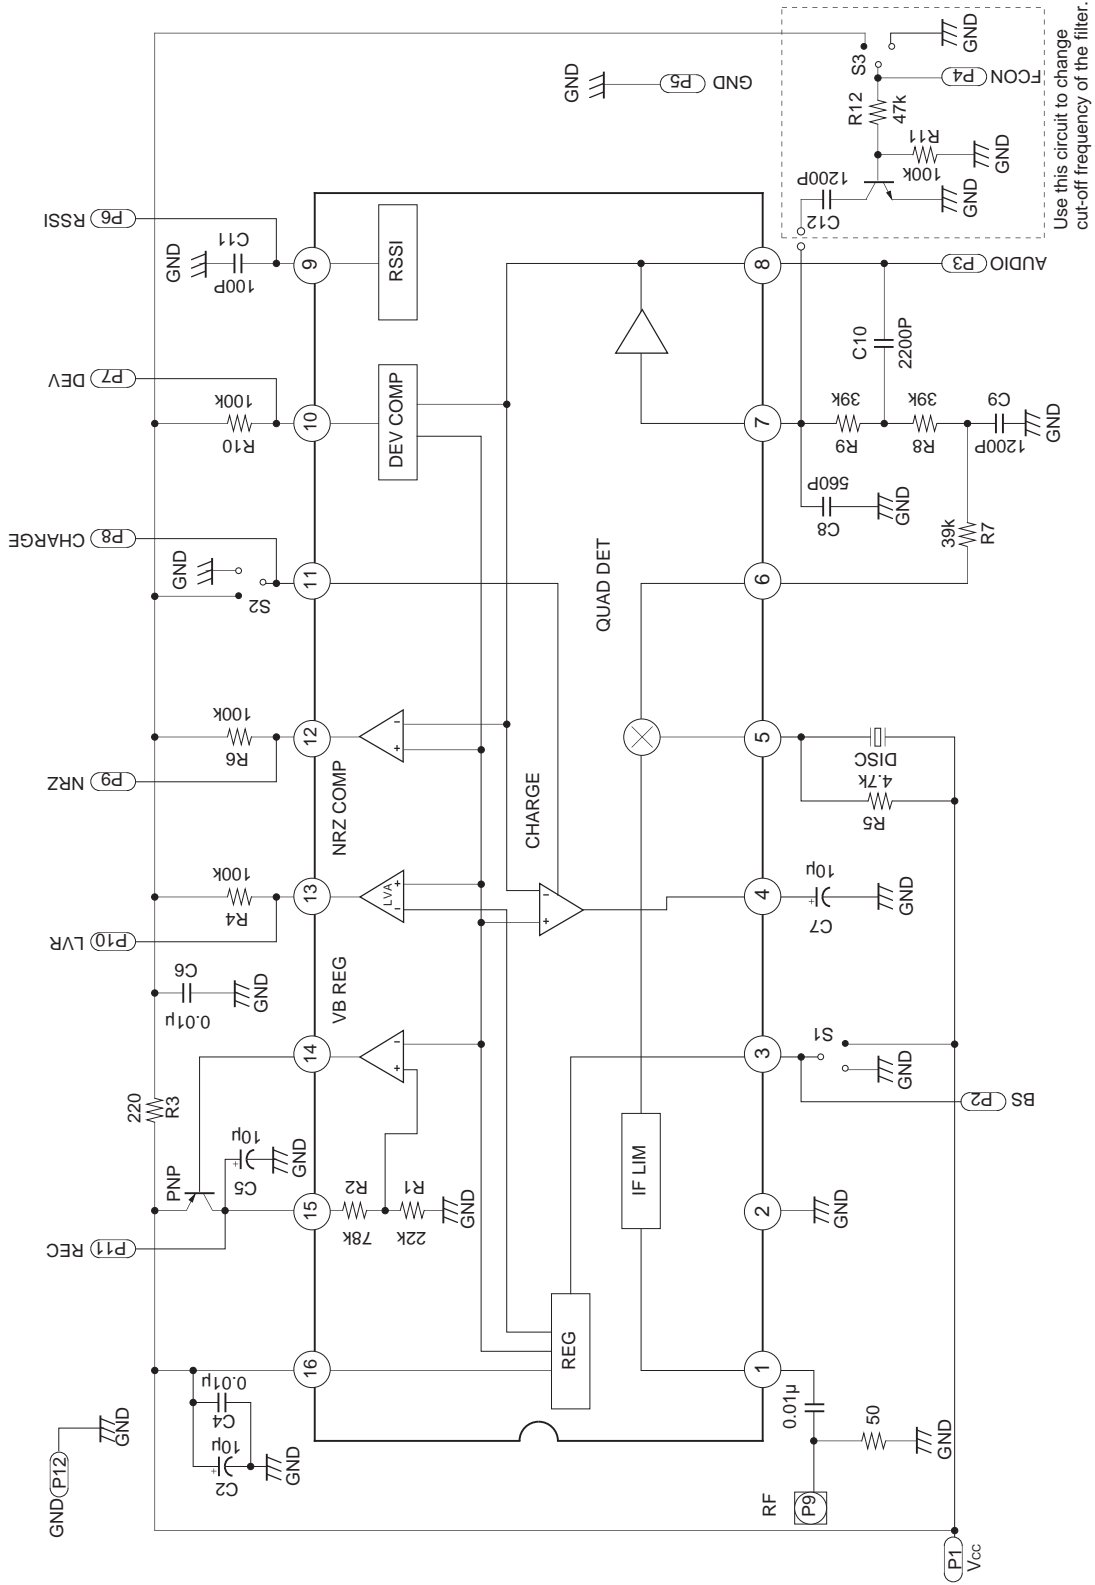 GND P12
GND
C2
10µ
C4
0.01µ
GND
REC P11
PNP
C5
10µ
GND
220
R3
C6
0.01µ
GND
LVR P10
R4
100k
NRZ P9
R6
100k
CHARGE P8
GND
S2
DEV P7
R10
100k
RSSI P6
GND
C11
100P
GND
P5 GND
16
15
14
13
12
11
10
9
R2
78k
R1
22k
GND
VB REG
+
-
LVA
-
+
NRZ COMP
+
-
DEV COMP
RSSI
CHARGE
+
-
REG
IF LIM
QUAD DET
1
2
3
4
5
6
7
8
RF
P9
0.01µ
50
GND
GND
S1
GND
P2 BS
C7
10µ
GND
R5
4.7k
DISC
39k
R7
C8
560P
GND
R9
39k
R8
39k
C9
1200P
GND
C10
2200P
P3 AUDIO
C12
1200P
R12
47k
R11
100k
GND
GND
S3
GND
P4 FCON
Use this circuit to change
cut-off frequency of the filter.
P1
Vcc